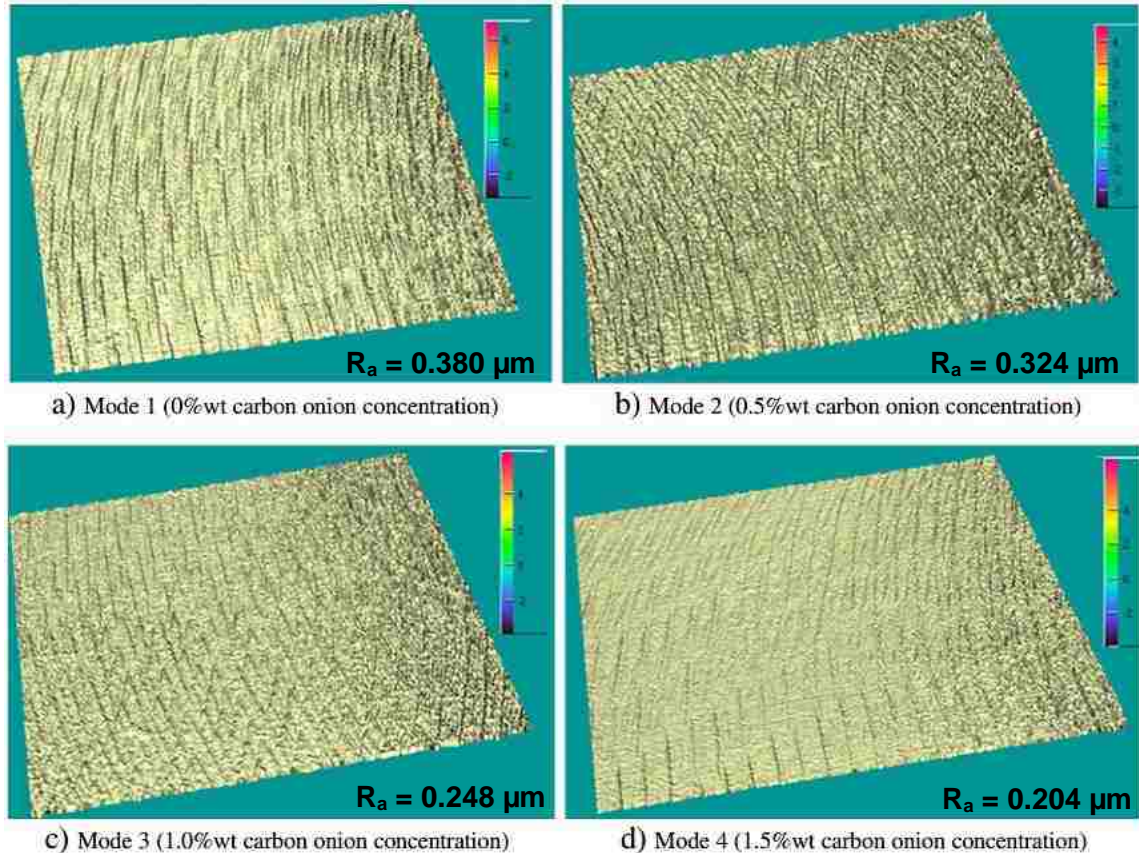 Rₐ = 0.380 µm
Rₐ = 0.324 µm
a) Mode 1 (0%wt carbon onion concentration)
b) Mode 2 (0.5%wt carbon onion concentration)
Rₐ = 0.248 µm
Rₐ = 0.204 µm
c) Mode 3 (1.0%wt carbon onion concentration)
d) Mode 4 (1.5%wt carbon onion concentration)